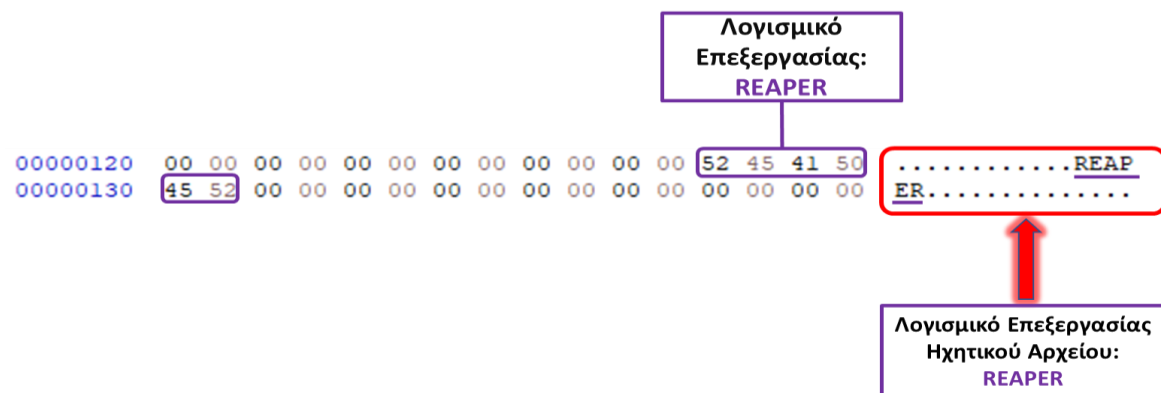 Λογισμικό
Επεξεργασίας:
REAPER
00000120 00 00 00 00 00 00 00 00 00 00 00 00 52 45 41 50 ............REAP
00000130 45 52 00 00 00 00 00 00 00 00 00 00 00 00 00 00 ER..............
Λογισμικό Επεξεργασίας
Ηχητικού Αρχείου:
REAPER